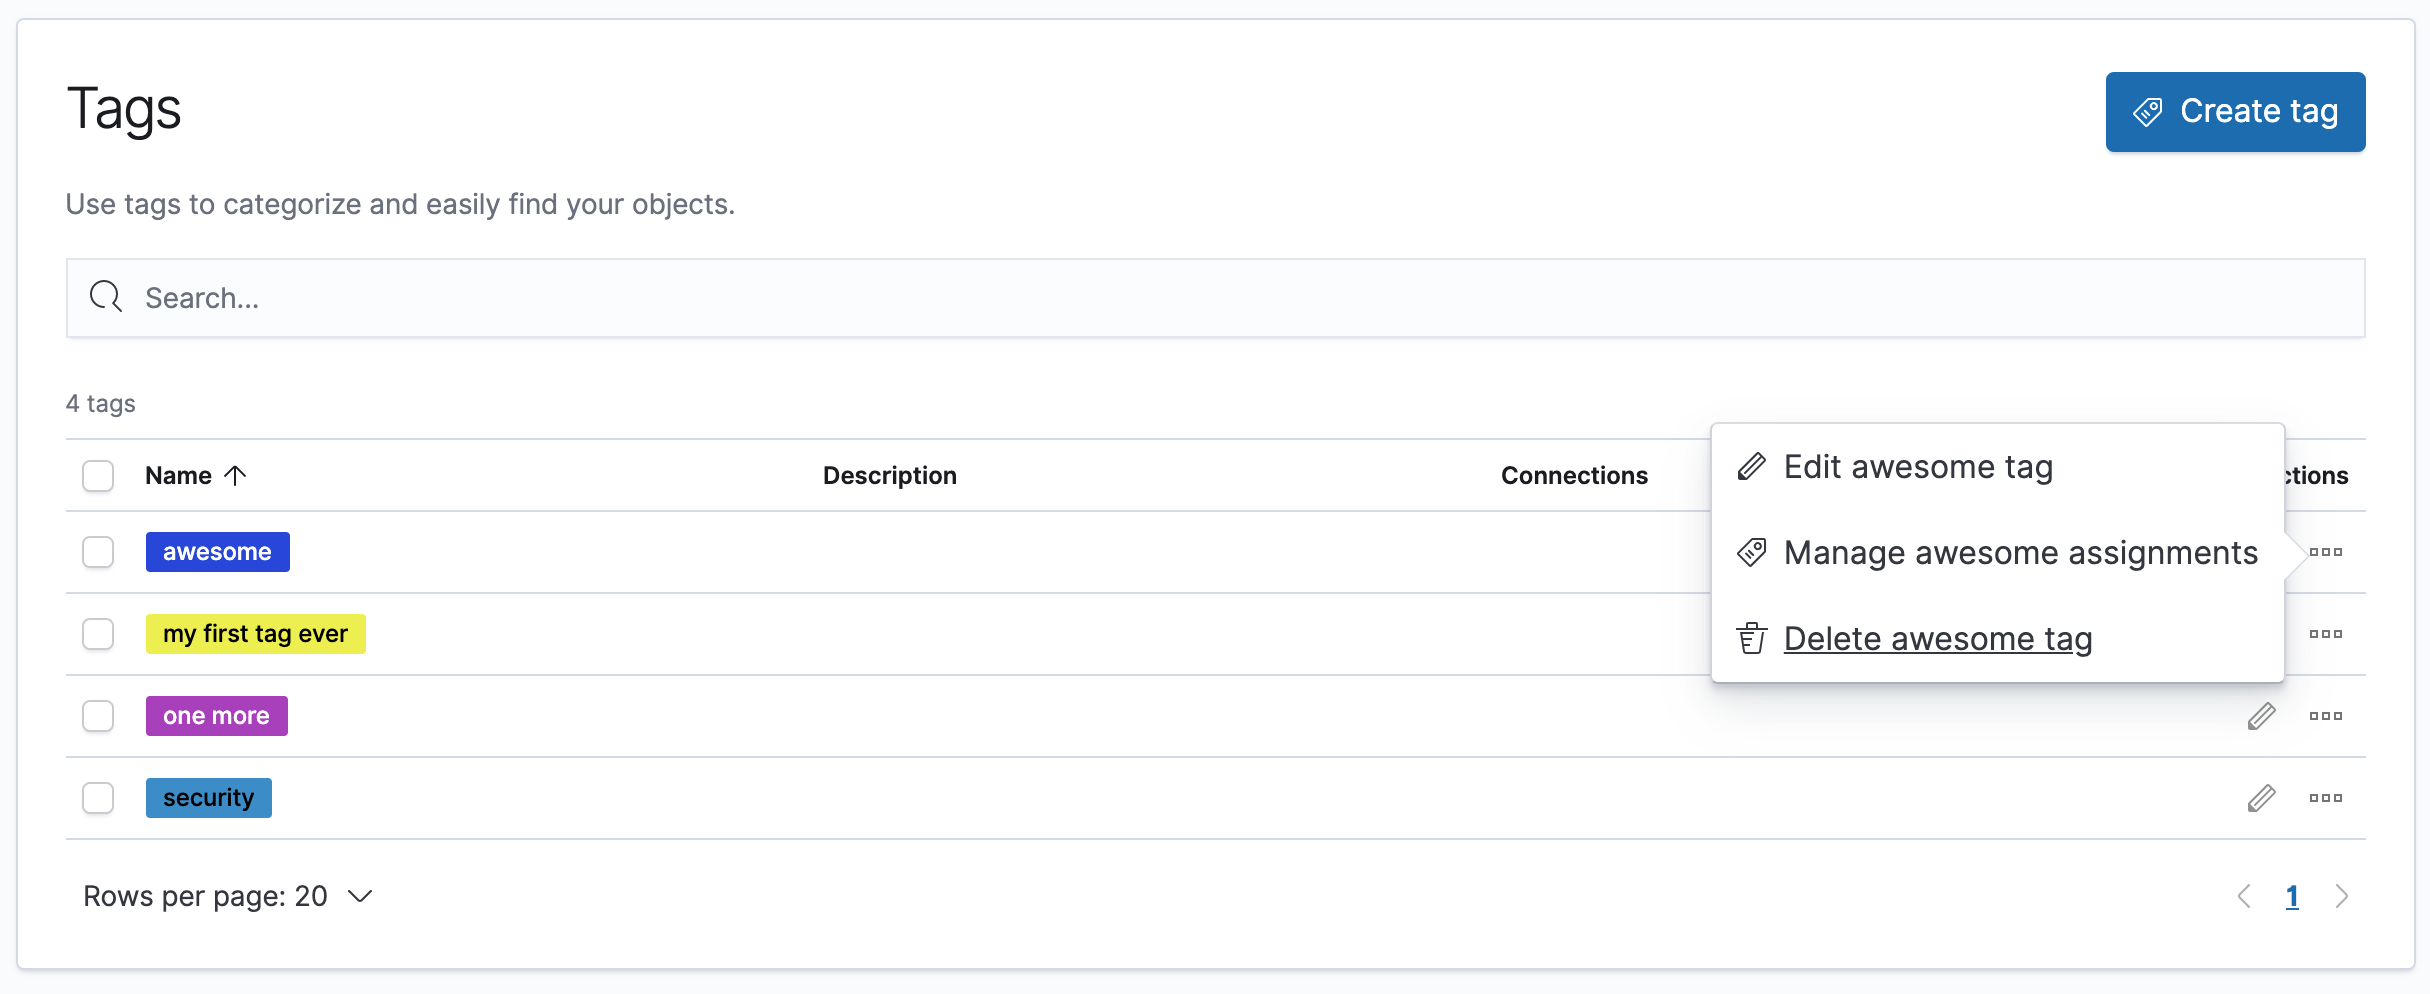 Tags
Create tag
Use tags to categorize and easily find your objects.
Search...
4 tags
Name Description Connections ctions
Edit awesome tag
Manage awesome assignments
Delete awesome tag
awesome
my first tag ever
one more
security
Rows per page: 20
1